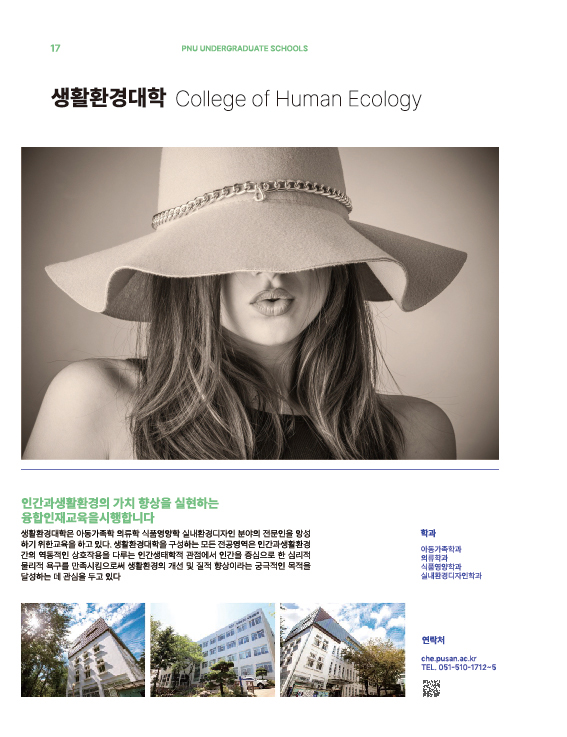 17
PNU UNDERGRADUATE SCHOOLS
생활환경대학 College of Human Ecology
인간과생활환경의 가치 향상을 실현하는
융합인재교육을시행합니다
생활환경대학은 아동가족학 의류학 식품영양학 실내환경디자인 분야의 전문인을 양성
하기 위한교육을 하고 있다. 생활환경대학을 구성하는 모든 전공영역은 인간과생활환경
간의 역동적인 상호작용을 다루는 인간생태학적 관점에서 인간을 중심으로 한 심리적
물리적 욕구를 만족시킴으로써 생활환경의 개선 및 질적 향상이라는 궁극적인 목적을
달성하는 데 관심을 두고 있다
학과
아동가족학과
의류학과
식품영양학과
실내환경디자인학과
연락처
che.pusan.ac.kr
TEL. 051-510-1712~5